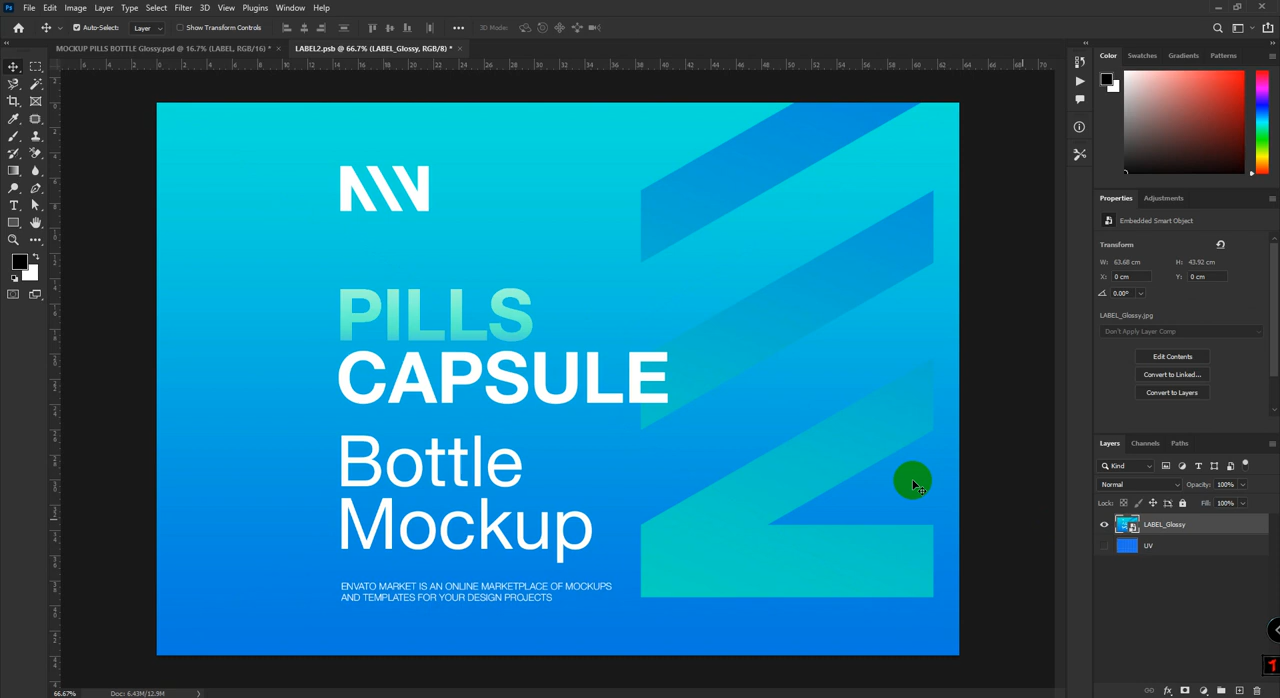 Ps File Edit Image Layer Type Select Filter 3D View Plugins Window Help
Auto-Select: Layer Show Transform Controls 3D Mode:
MOCKUP PILLS BOTTLE Glossy.psd @ 16.7% (LABEL, RGB/16) * × LABEL2.psb @ 66.7% (LABEL_Glossy, RGB/8) * ×
PILLS
CAPSULE
Bottle
Mockup
ENVATO MARKET IS AN ONLINE MARKETPLACE OF MOCKUPS
AND TEMPLATES FOR YOUR DESIGN PROJECTS
Color Swatches Gradients Patterns
Properties Adjustments
Embedded Smart Object
Transform
W: 63.68 cm H: 43.92 cm
X: 0 cm Y: 0 cm
0.00°
LABEL_Glossy.jpg
Don't Apply Layer Comp
Edit Contents
Convert to Linked...
Convert to Layers
Layers Channels Paths
Kind
Normal Opacity: 100%
Lock: Fill: 100%
LABEL_Glossy
UV
1
66.67% Doc: 6.43M/12.9M